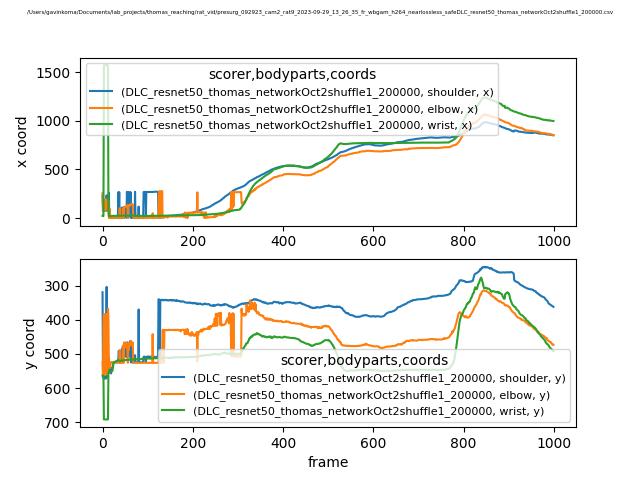 /Users/gavinkoma/Documents/lab_projects/thomas_reaching/rat_vid/presurg_092923_cam2_rat9_2023-09-29_13_26_35_fr_wbgam_h264_nearlossless_safeDLC_resnet50_thomas_networkOct2shuffle1_200000.csv
scorer,bodyparts,coords
(DLC_resnet50_thomas_networkOct2shuffle1_200000, shoulder, x)
(DLC_resnet50_thomas_networkOct2shuffle1_200000, elbow, x)
(DLC_resnet50_thomas_networkOct2shuffle1_200000, wrist, x)
x coord
1500
1000
500
0
0 200 400 600 800 1000
y coord
300
400
500
600
700
scorer,bodyparts,coords
(DLC_resnet50_thomas_networkOct2shuffle1_200000, shoulder, y)
(DLC_resnet50_thomas_networkOct2shuffle1_200000, elbow, y)
(DLC_resnet50_thomas_networkOct2shuffle1_200000, wrist, y)
0 200 400 600 800 1000
frame